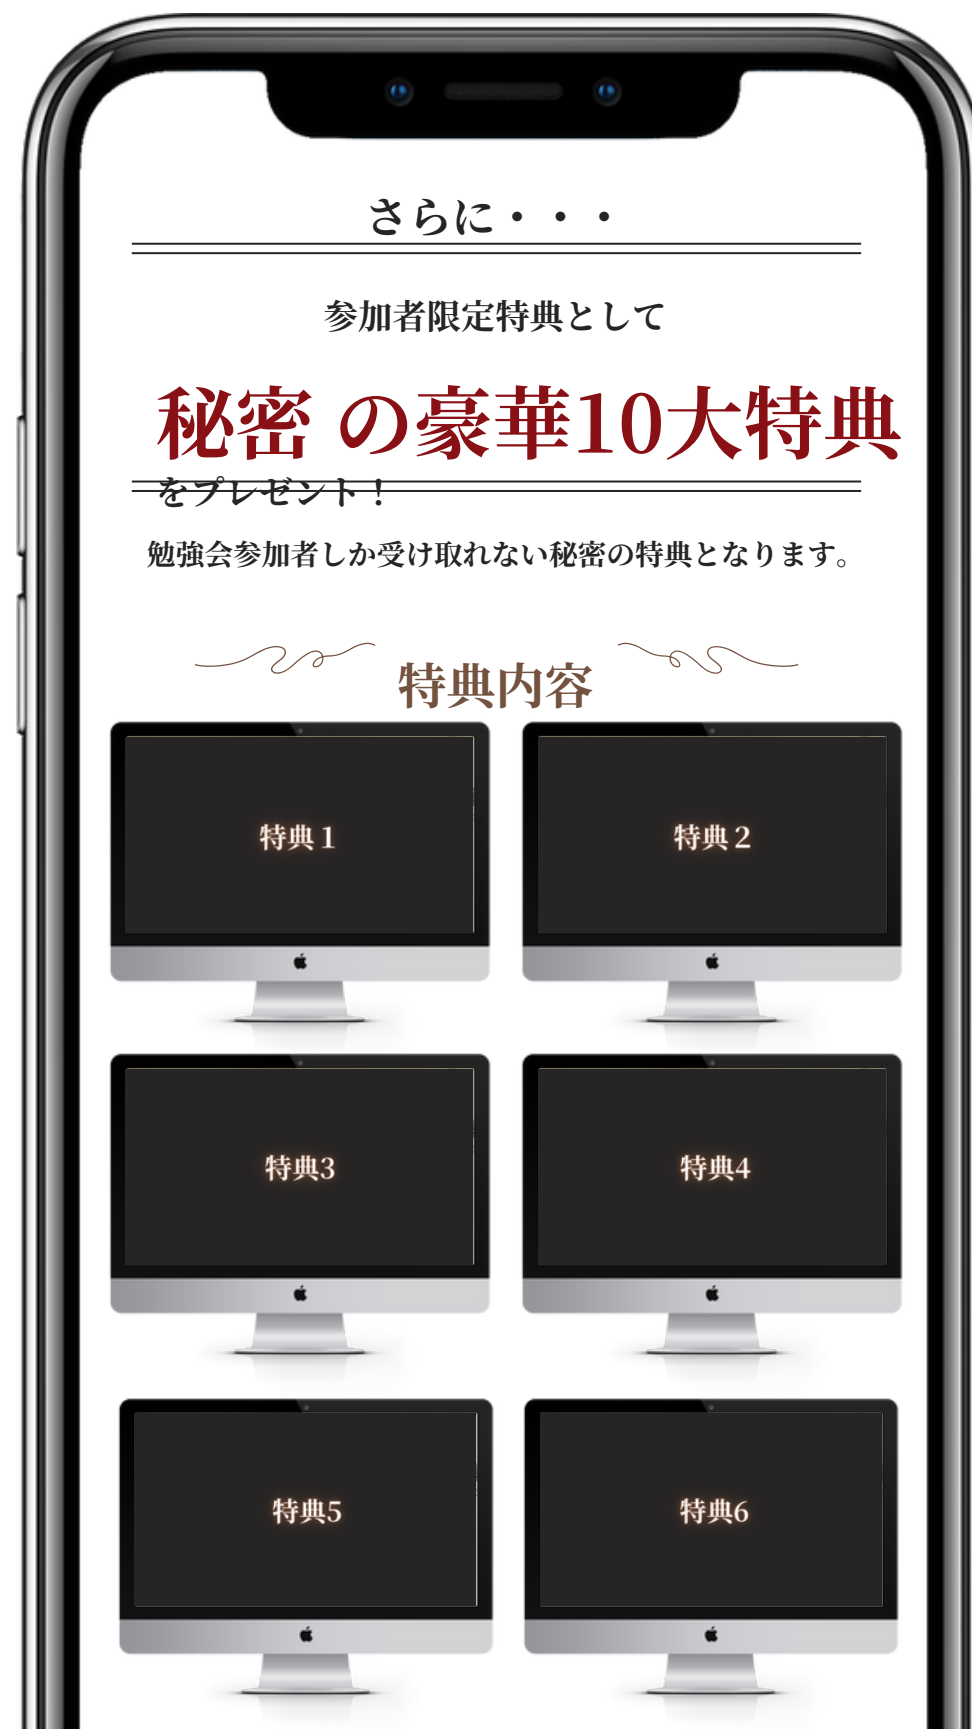 さらに・・・
参加者限定特典として
秘密 の豪華10大特典
をプレゼント！
勉強会参加者しか受け取れない秘密の特典となります。
特典内容
特典１
特典２
特典3
特典4
特典5
特典6